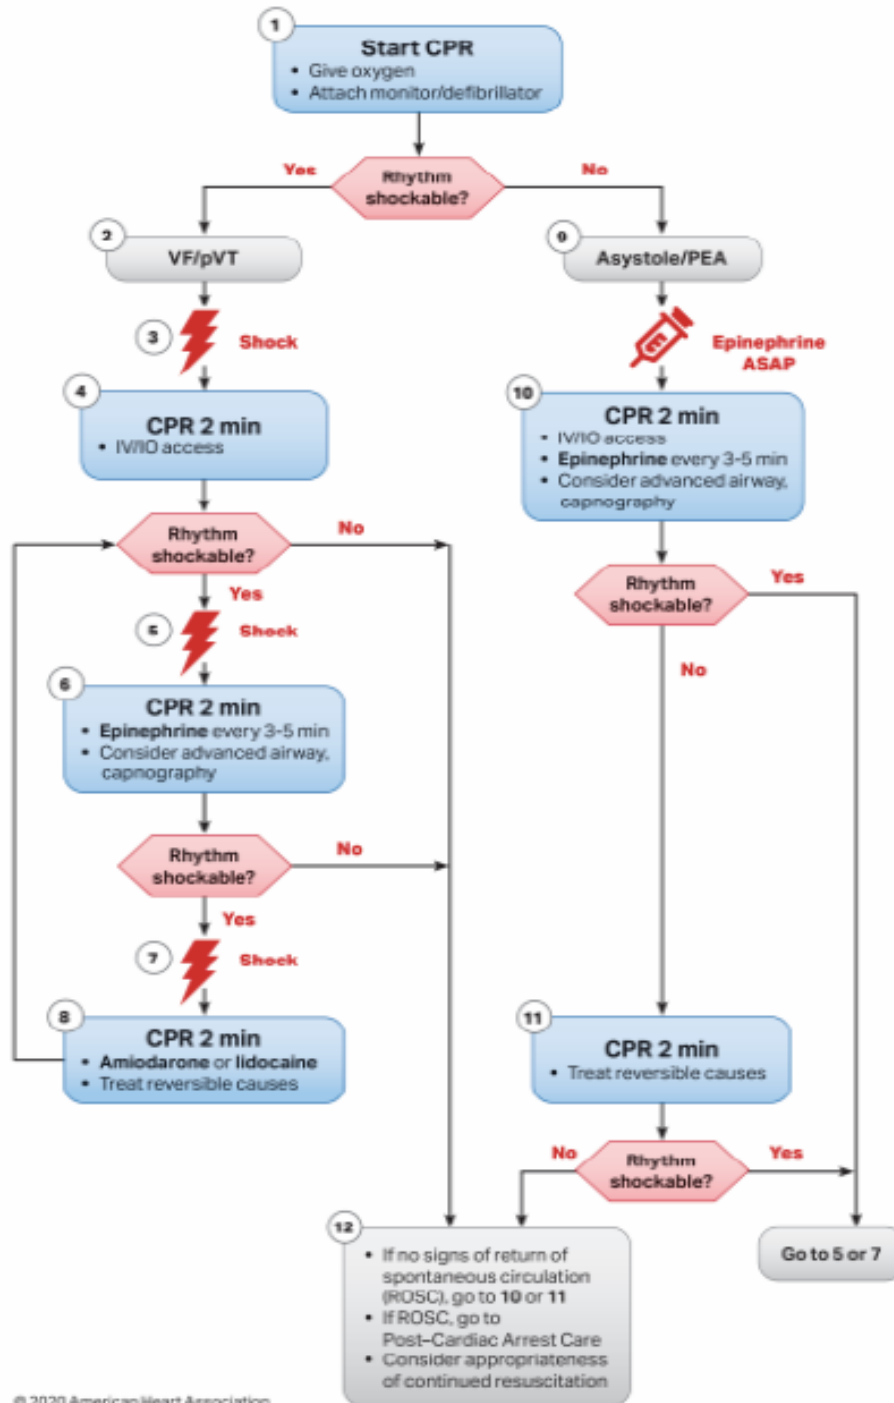 1
Start CPR
• Give oxygen
• Attach monitor/defibrillator
Yes
Rhythm
shockable?
No
2
VF/pVT
9
Asystole/PEA
3
Shock
Epinephrine
ASAP
4
CPR 2 min
• IV/IO access
10
CPR 2 min
• IV/IO access
• Epinephrine every 3-5 min
• Consider advanced airway,
capnography
Rhythm
shockable?
No
Yes
Rhythm
shockable?
Yes
No
5
Shock
6
CPR 2 min
• Epinephrine every 3-5 min
• Consider advanced airway,
capnography
Rhythm
shockable?
No
Yes
7
Shock
8
CPR 2 min
• Amiodarone or lidocaine
• Treat reversible causes
11
CPR 2 min
• Treat reversible causes
No
Rhythm
shockable?
Yes
12
• If no signs of return of
spontaneous circulation
(ROSC), go to 10 or 11
• If ROSC, go to
Post–Cardiac Arrest Care
• Consider appropriateness
of continued resuscitation
Go to 5 or 7
© 2020 American Heart Association